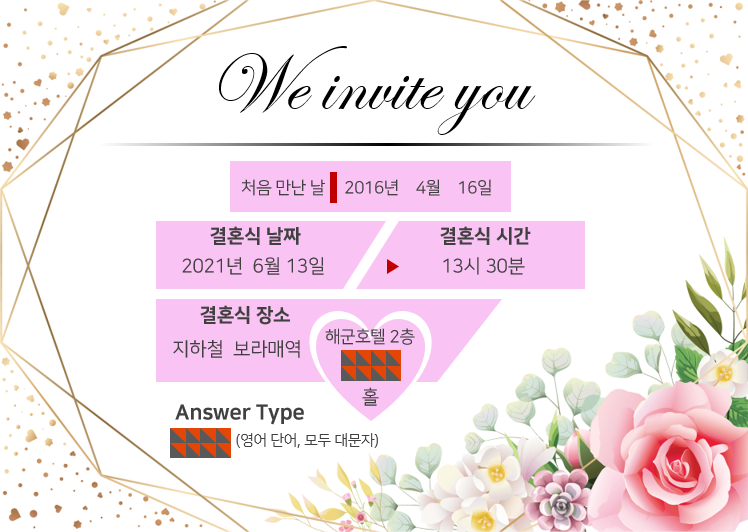 We invite you
처음 만난 날 2016년 4월 16일
결혼식 날짜
2021년 6월 13일
결혼식 시간
13시 30분
결혼식 장소
지하철 보라매역
해군호텔 2층
홀
Answer Type
(영어 단어, 모두 대문자)